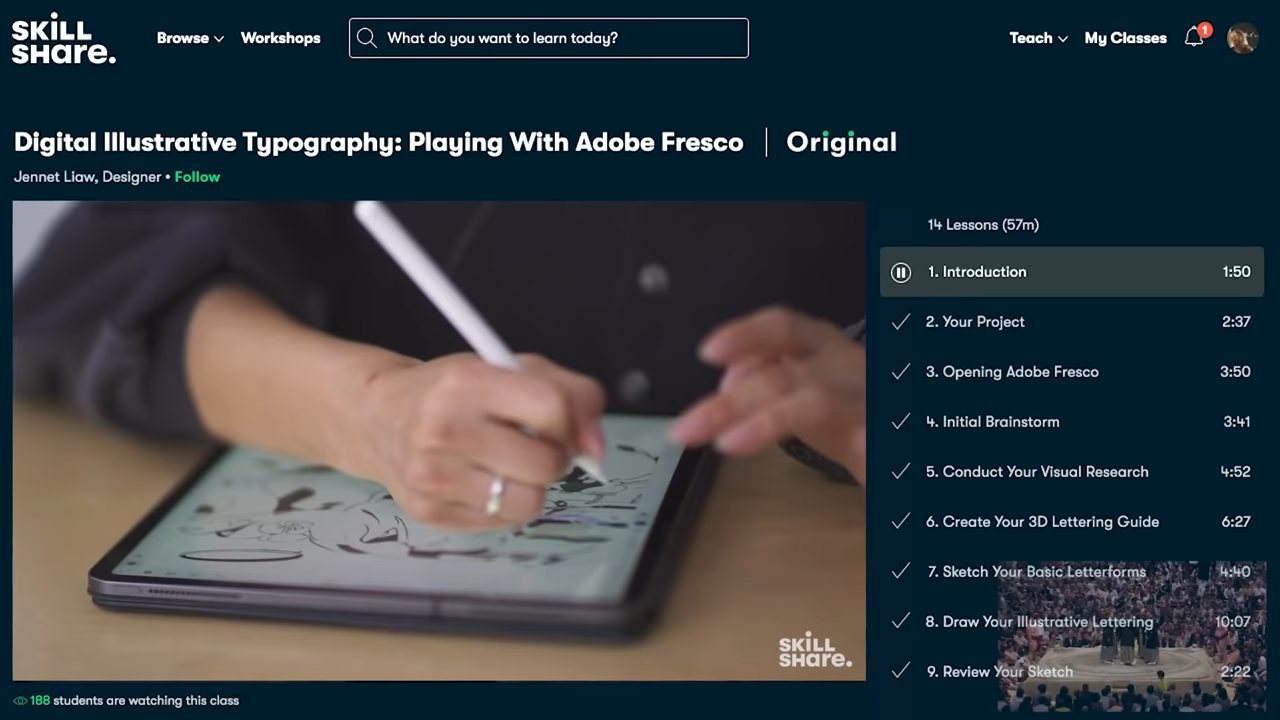 SKILL
SHare.
Browse
Workshops
What do you want to learn today?
Teach
My Classes
1
Digital Illustrative Typography: Playing With Adobe Fresco | Original
Jennet Liaw, Designer • Follow
14 Lessons (57m)
1. Introduction 1:50
2. Your Project 2:37
3. Opening Adobe Fresco 3:50
4. Initial Brainstorm 3:41
5. Conduct Your Visual Research 4:52
6. Create Your 3D Lettering Guide 6:27
7. Sketch Your Basic Letterforms 4:40
8. Draw Your Illustrative Lettering 10:07
9. Review Your Sketch 2:22
SKILL
SHare.
188 students are watching this class